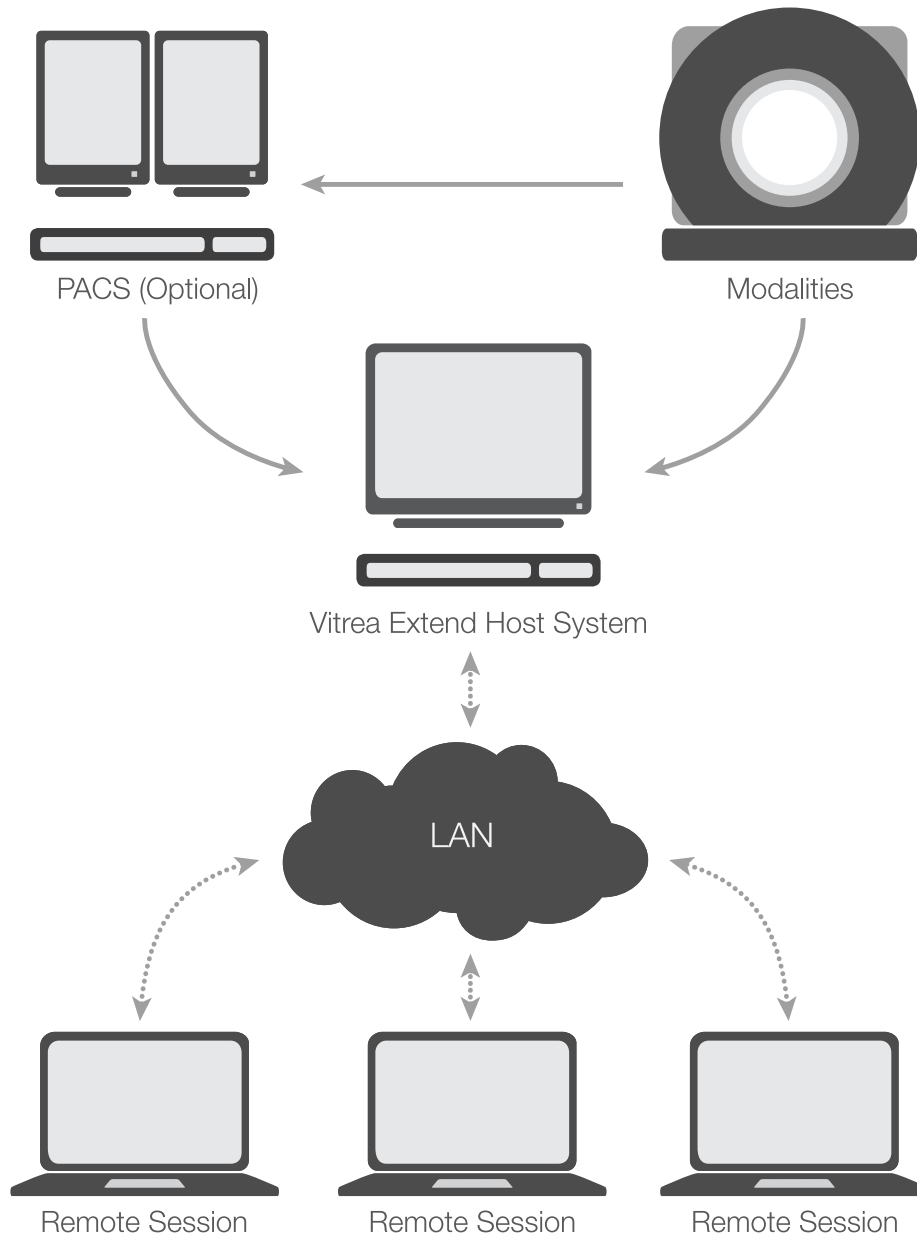 PACS (Optional)
Modalities
Vitrea Extend Host System
LAN
Remote Session
Remote Session
Remote Session